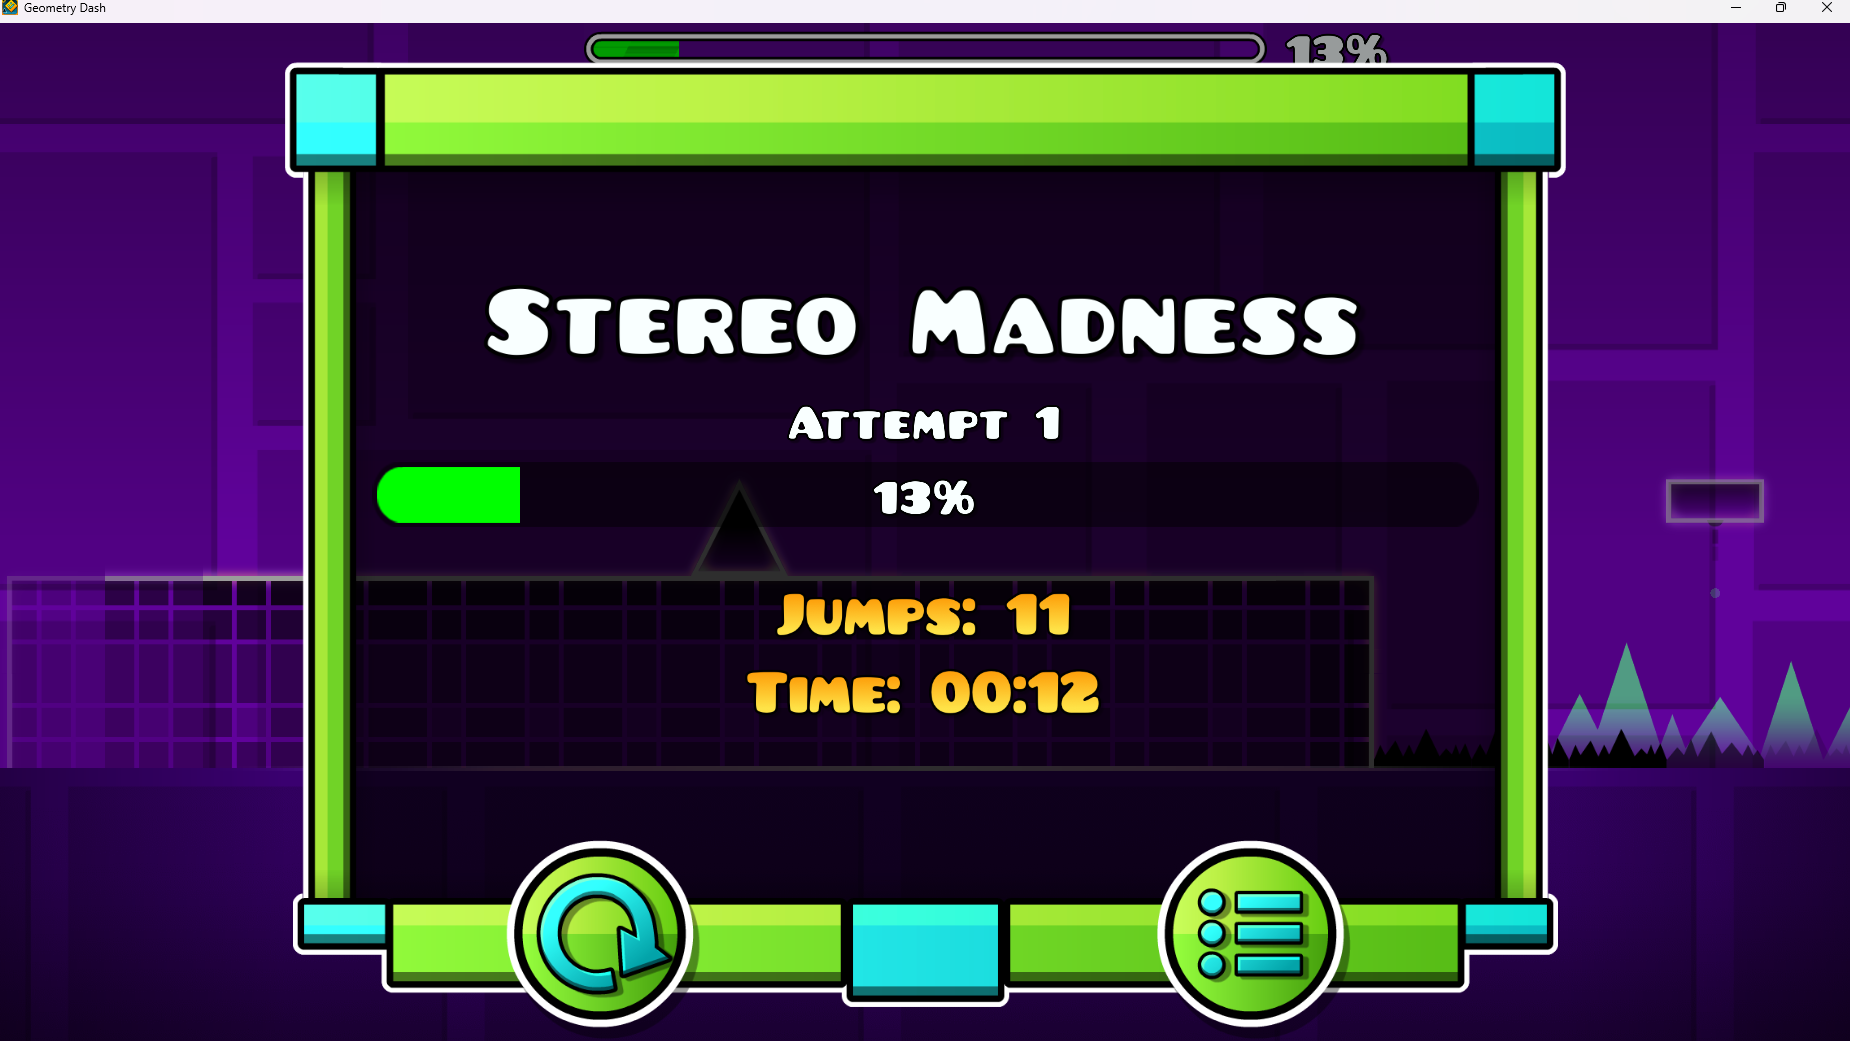 Geometry Dash
13%
Stereo Madness
Attempt 1
13%
Jumps: 11
Time: 00:12